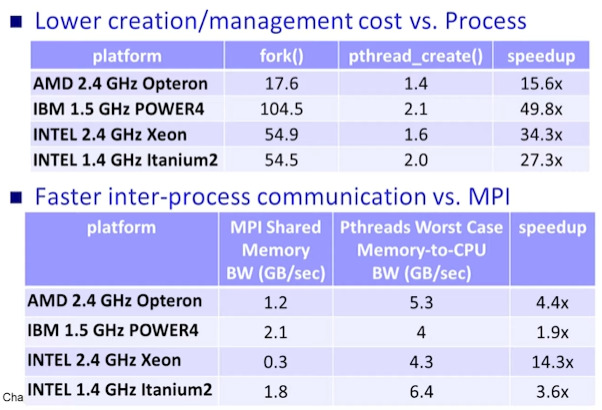 Lower creation/management cost vs. Process
platform fork() pthread_create() speedup
AMD 2.4 GHz Opteron 17.6 1.4 15.6x
IBM 1.5 GHz POWER4 104.5 2.1 49.8x
INTEL 2.4 GHz Xeon 54.9 1.6 34.3x
INTEL 1.4 GHz Itanium2 54.5 2.0 27.3x
Faster inter-process communication vs. MPI
platform MPI Shared Pthreads Worst Case speedup
Memory Memory-to-CPU
BW (GB/sec) BW (GB/sec)
AMD 2.4 GHz Opteron 1.2 5.3 4.4x
IBM 1.5 GHz POWER4 2.1 4 1.9x
INTEL 2.4 GHz Xeon 0.3 4.3 14.3x
Cha INTEL 1.4 GHz Itanium2 1.8 6.4 3.6x